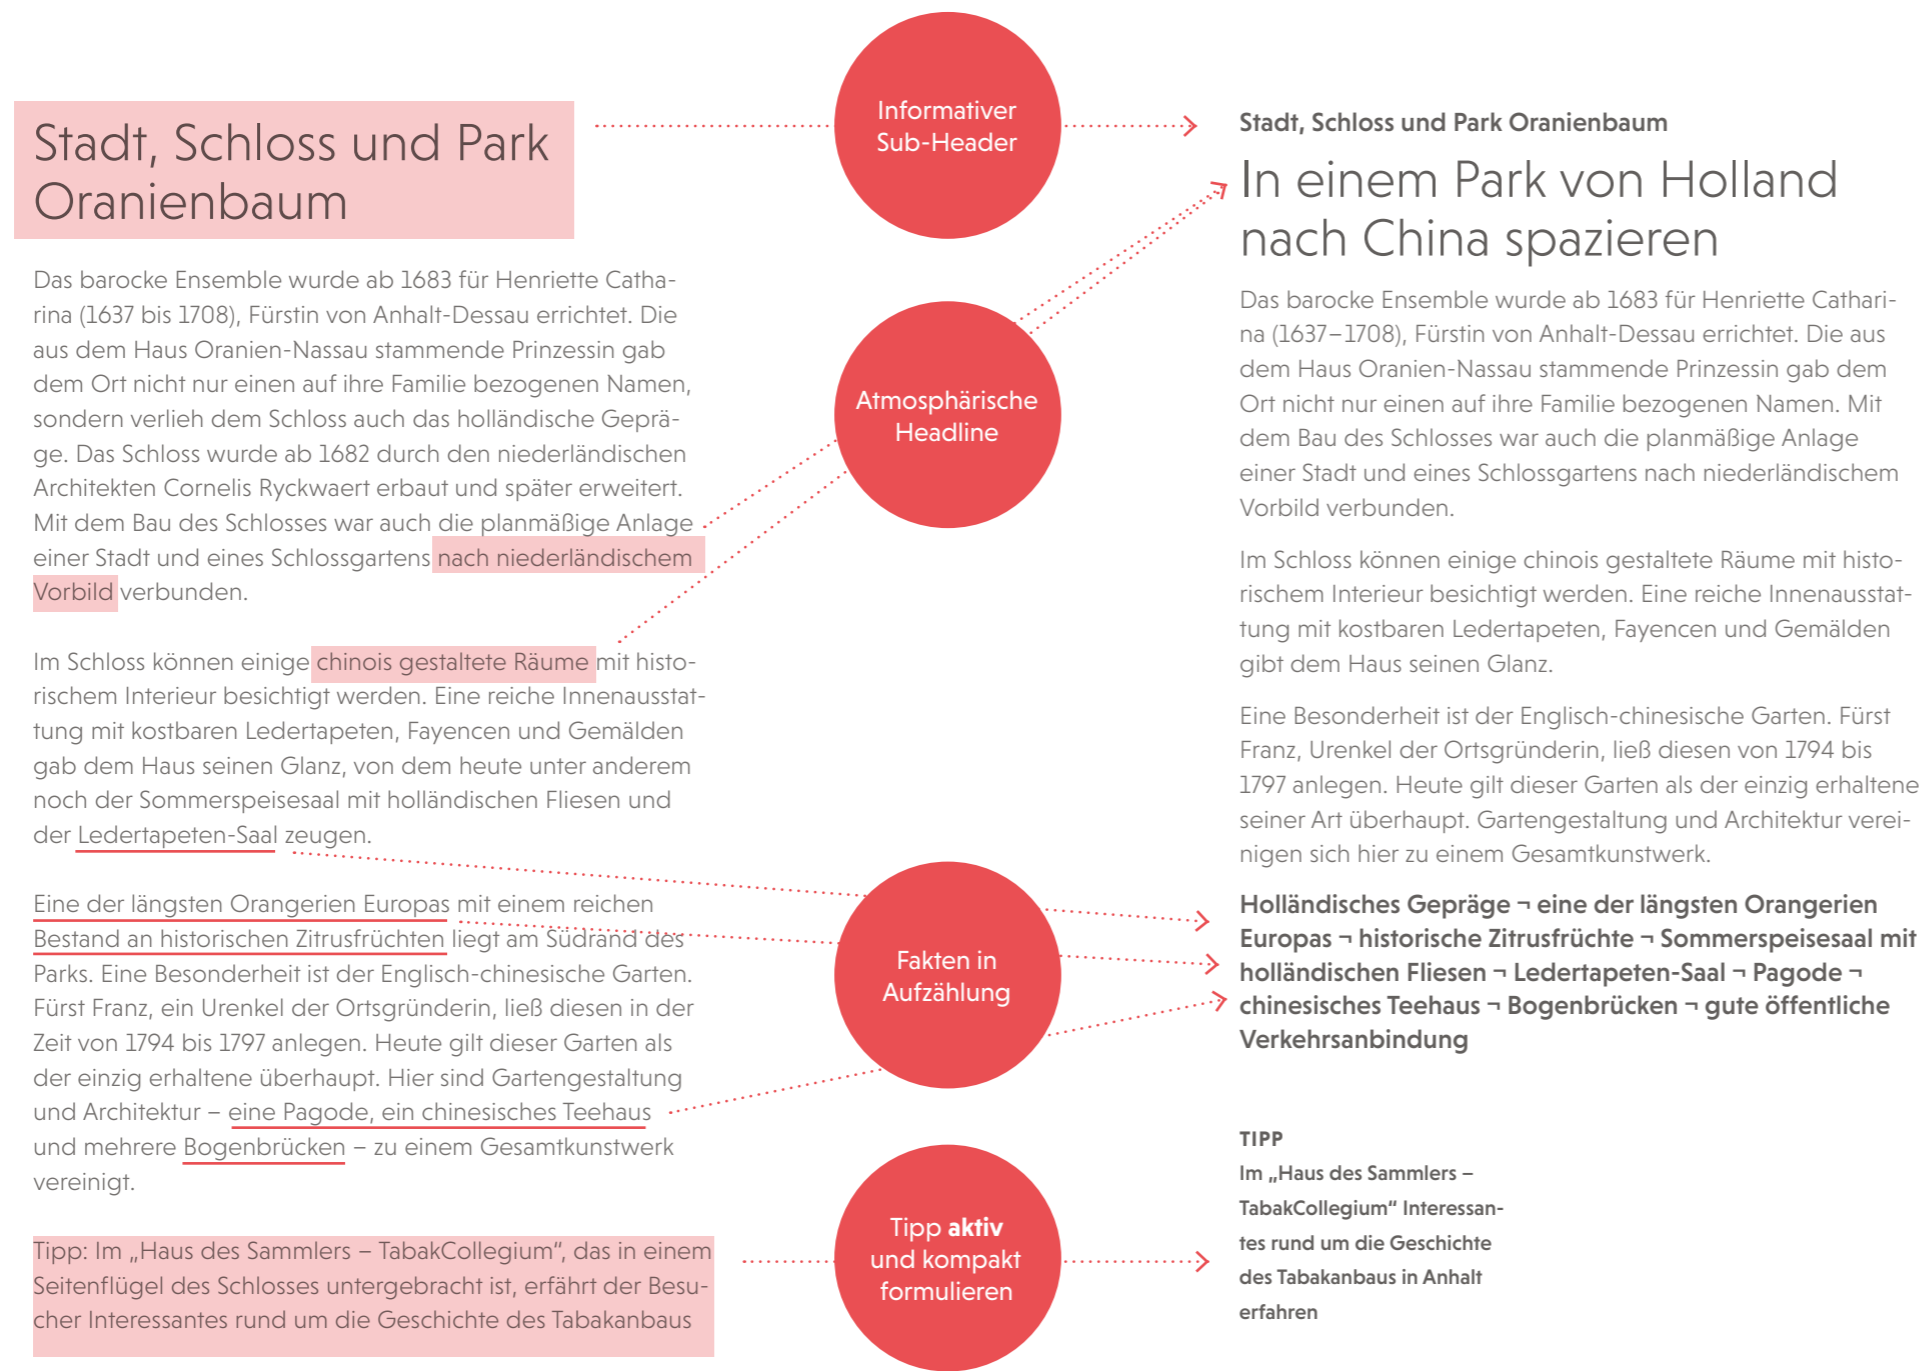 Stadt, Schloss und Park
Oranienbaum
Das barocke Ensemble wurde ab 1683 für Henriette Catha-
rina (1637 bis 1708), Fürstin von Anhalt-Dessau errichtet. Die
aus dem Haus Oranien-Nassau stammende Prinzessin gab
dem Ort nicht nur einen auf ihre Familie bezogenen Namen,
sondern verlieh dem Schloss auch das holländische Geprä-
ge. Das Schloss wurde ab 1682 durch den niederländischen
Architekten Cornelis Ryckwaert erbaut und später erweitert.
Mit dem Bau des Schlosses war auch die planmäßige Anlage
einer Stadt und eines Schlossgartens nach niederländischem
Vorbild verbunden.
Im Schloss können einige chinois gestaltete Räume mit histo-
rischem Interieur besichtigt werden. Eine reiche Innenausstat-
tung mit kostbaren Ledertapeten, Fayencen und Gemälden
gab dem Haus seinen Glanz, von dem heute unter anderem
noch der Sommerspeisesaal mit holländischen Fliesen und
der Ledertapeten-Saal zeugen.
Eine der längsten Orangerien Europas mit einem reichen
Bestand an historischen Zitrusfrüchten liegt am Südrand des
Parks. Eine Besonderheit ist der Englisch-chinesische Garten.
Fürst Franz, ein Urenkel der Ortsgründerin, ließ diesen in der
Zeit von 1794 bis 1797 anlegen. Heute gilt dieser Garten als
der einzig erhaltene überhaupt. Hier sind Gartengestaltung
und Architektur – eine Pagode, ein chinesisches Teehaus
und mehrere Bogenbrücken – zu einem Gesamtkunstwerk
vereinigt.
Tipp: Im „Haus des Sammlers – TabakCollegium“, das in einem
Seitenflügel des Schlosses untergebracht ist, erfährt der Besu-
cher Interessantes rund um die Geschichte des Tabakanbaus
Informativer
Sub-Header
Atmosphärische
Headline
Fakten in
Aufzählung
Tipp aktiv
und kompakt
formulieren
Stadt, Schloss und Park Oranienbaum
In einem Park von Holland
nach China spazieren
Das barocke Ensemble wurde ab 1683 für Henriette Cathari-
na (1637–1708), Fürstin von Anhalt-Dessau errichtet. Die aus
dem Haus Oranien-Nassau stammende Prinzessin gab dem
Ort nicht nur einen auf ihre Familie bezogenen Namen. Mit
dem Bau des Schlosses war auch die planmäßige Anlage
einer Stadt und eines Schlossgartens nach niederländischem
Vorbild verbunden.
Im Schloss können einige chinois gestaltete Räume mit histo-
rischem Interieur besichtigt werden. Eine reiche Innenausstat-
tung mit kostbaren Ledertapeten, Fayencen und Gemälden
gibt dem Haus seinen Glanz.
Eine Besonderheit ist der Englisch-chinesische Garten. Fürst
Franz, Urenkel der Ortsgründerin, ließ diesen von 1794 bis
1797 anlegen. Heute gilt dieser Garten als der einzig erhaltene
seiner Art überhaupt. Gartengestaltung und Architektur verei-
nigen sich hier zu einem Gesamtkunstwerk.
Holländisches Gepräge ¬ eine der längsten Orangerien
Europas ¬ historische Zitrusfrüchte ¬ Sommerspeisesaal mit
holländischen Fliesen ¬ Ledertapeten-Saal ¬ Pagode ¬
chinesisches Teehaus ¬ Bogenbrücken ¬ gute öffentliche
Verkehrsanbindung
TIPP
Im „Haus des Sammlers –
TabakCollegium“ Interessan-
tes rund um die Geschichte
des Tabakanbaus in Anhalt
erfahren